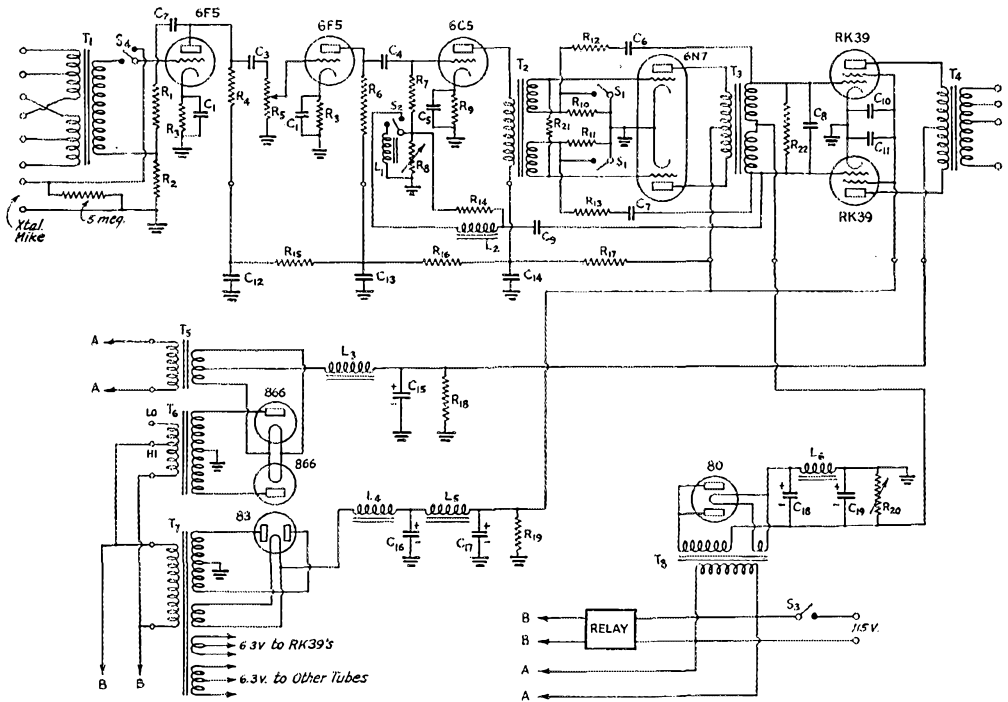 C7
6F5
6F5
6C5
R12
C6
6N7
RK39
T1
S4
C3
C4
T2
T3
T4
R1
R4
R5
R6
R7
S2
S1
R10
C10
R3
C1
C1
R3
C5
R9
R21
R11
C8
R22
C11
L1
R8
S1
R2
R14
R13
C7
RK39
5 meg.
L2
C9
Xtal.
Mike
R15
R16
R17
C12
C13
C14
T5
A
L3
A
C15
R18
866
T6
LO
HI
866
80
L6
83
L4
L5
C18
C19
R20
T7
C16
C17
R19
T8
B
RELAY
S3
115 V.
B
6.3V to RK39's
A
6.3V. to Other Tubes
B
B
A